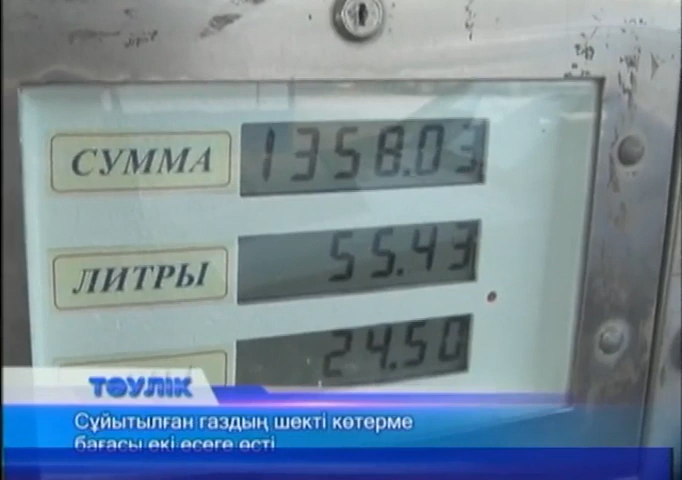 СУММА 1358.03
ЛИТРЫ 55.43
24.50
ТӘУЛІК
Сұйытылған газдың шекті көтерме
бағасы екі есеге өсті